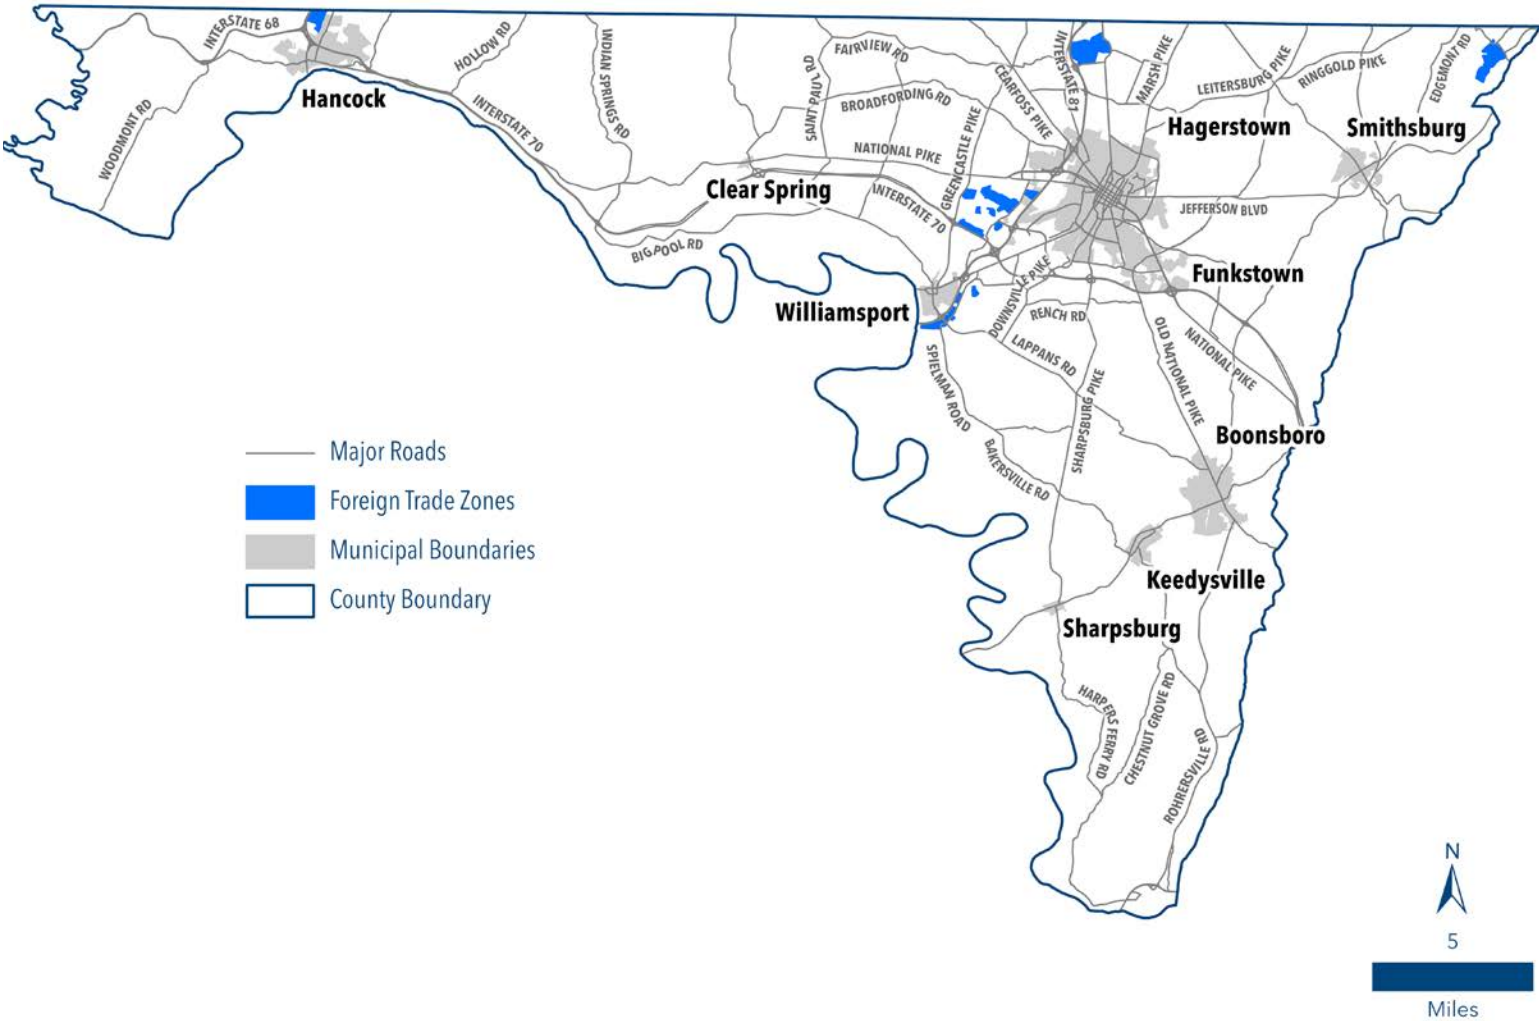 INTERSTATE 68
HOLLOW RD
INDIAN SPRINGS RD
FAIRVIEW RD
SAINT PAUL RD
BROADFORDING RD
CEARFOSS PIKE
INTERSTATE 81
MARSH PIKE
LEITERSBURG PIKE
RINGGOLD PIKE
EDGEMONT RD
Hancock
WOODMONT RD
INTERSTATE 70
NATIONAL PIKE
GREENCASTLE PIKE
Hagerstown
Smithsburg
Clear Spring
INTERSTATE 70
JEFFERSON BLVD
BIG POOL RD
Funkstown
Williamsport
DOWNSVILLE PIKE
RENCH RD
LAPPANS RD
OLD NATIONAL PIKE
NATIONAL PIKE
SPIELMAN ROAD
SHARPSBURG PIKE
Boonsboro
BAKERSVILLE RD
Major Roads
Foreign Trade Zones
Municipal Boundaries
County Boundary
Keedysville
Sharpsburg
HARPERS FERRY RD
CHESTNUT GROVE RD
ROHRERSVILLE RD
N
5
Miles